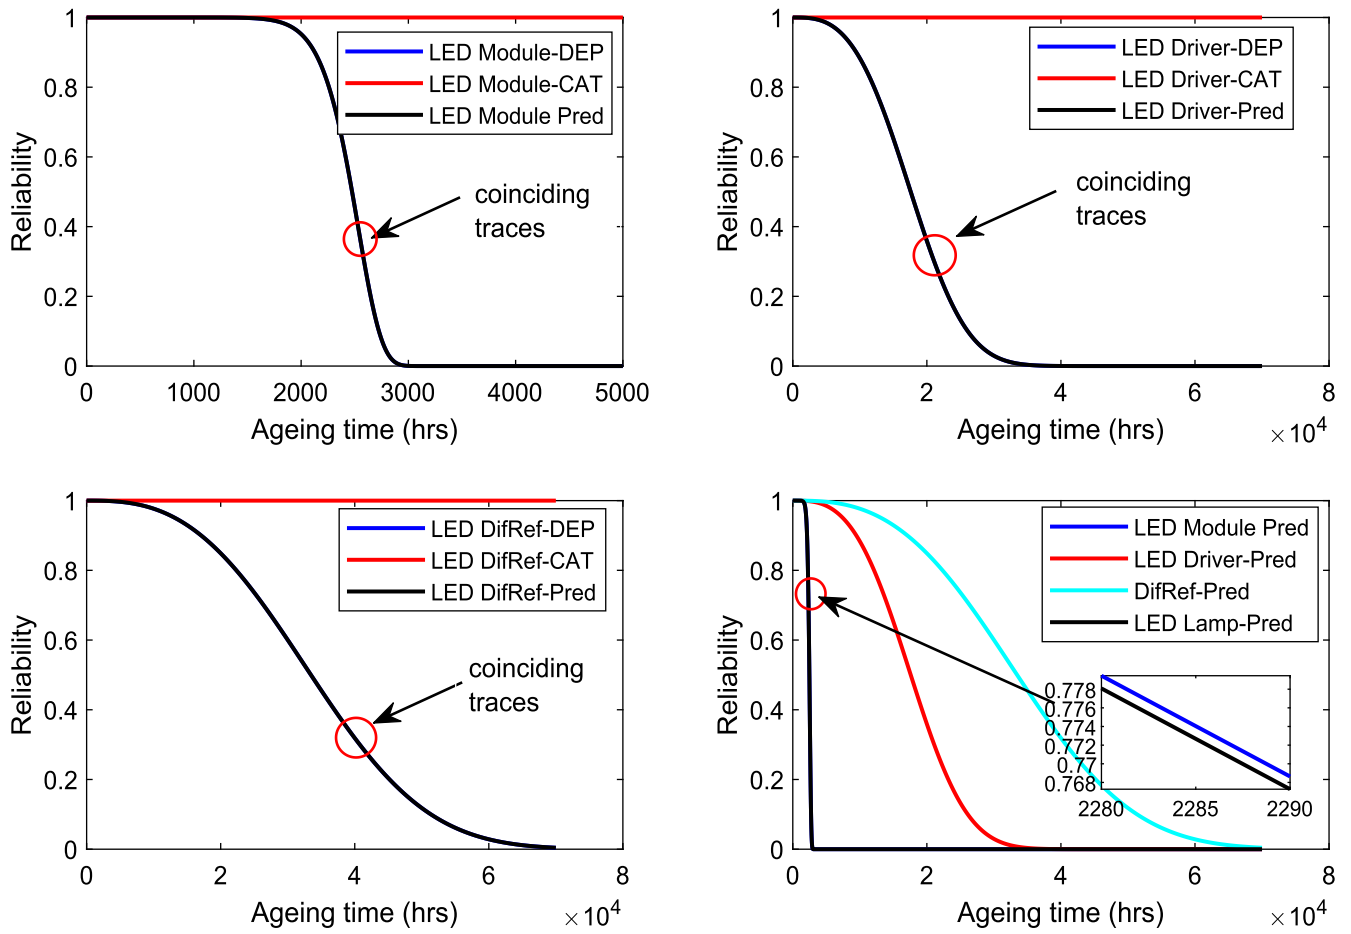 1
0.8
0.6
0.4
0.2
0
Reliability
0 1000 2000 3000 4000 5000
Ageing time (hrs)
LED Module-DEP
LED Module-CAT
LED Module Pred
coinciding
traces
1
0.8
0.6
0.4
0.2
0
Reliability
0 2 4 6 8
Ageing time (hrs)
×10⁴
LED Driver-DEP
LED Driver-CAT
LED Driver-Pred
coinciding
traces
1
0.8
0.6
0.4
0.2
0
Reliability
0 2 4 6 8
Ageing time (hrs)
×10⁴
LED DifRef-DEP
LED DifRef-CAT
LED DifRef-Pred
coinciding
traces
1
0.8
0.6
0.4
0.2
0
Reliability
0 2 4 6 8
Ageing time (hrs)
×10⁴
LED Module Pred
LED Driver-Pred
DifRef-Pred
LED Lamp-Pred
0.778
0.776
0.774
0.772
0.77
0.768
2280 2285 2290